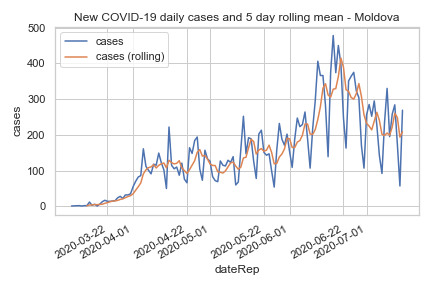 New COVID-19 daily cases and 5 day rolling mean - Moldova
cases
cases (rolling)
500
400
300
200
100
0
cases
2020-03-22
2020-04-01
2020-04-22
2020-05-01
2020-05-22
2020-06-01
2020-06-22
2020-07-01
dateRep